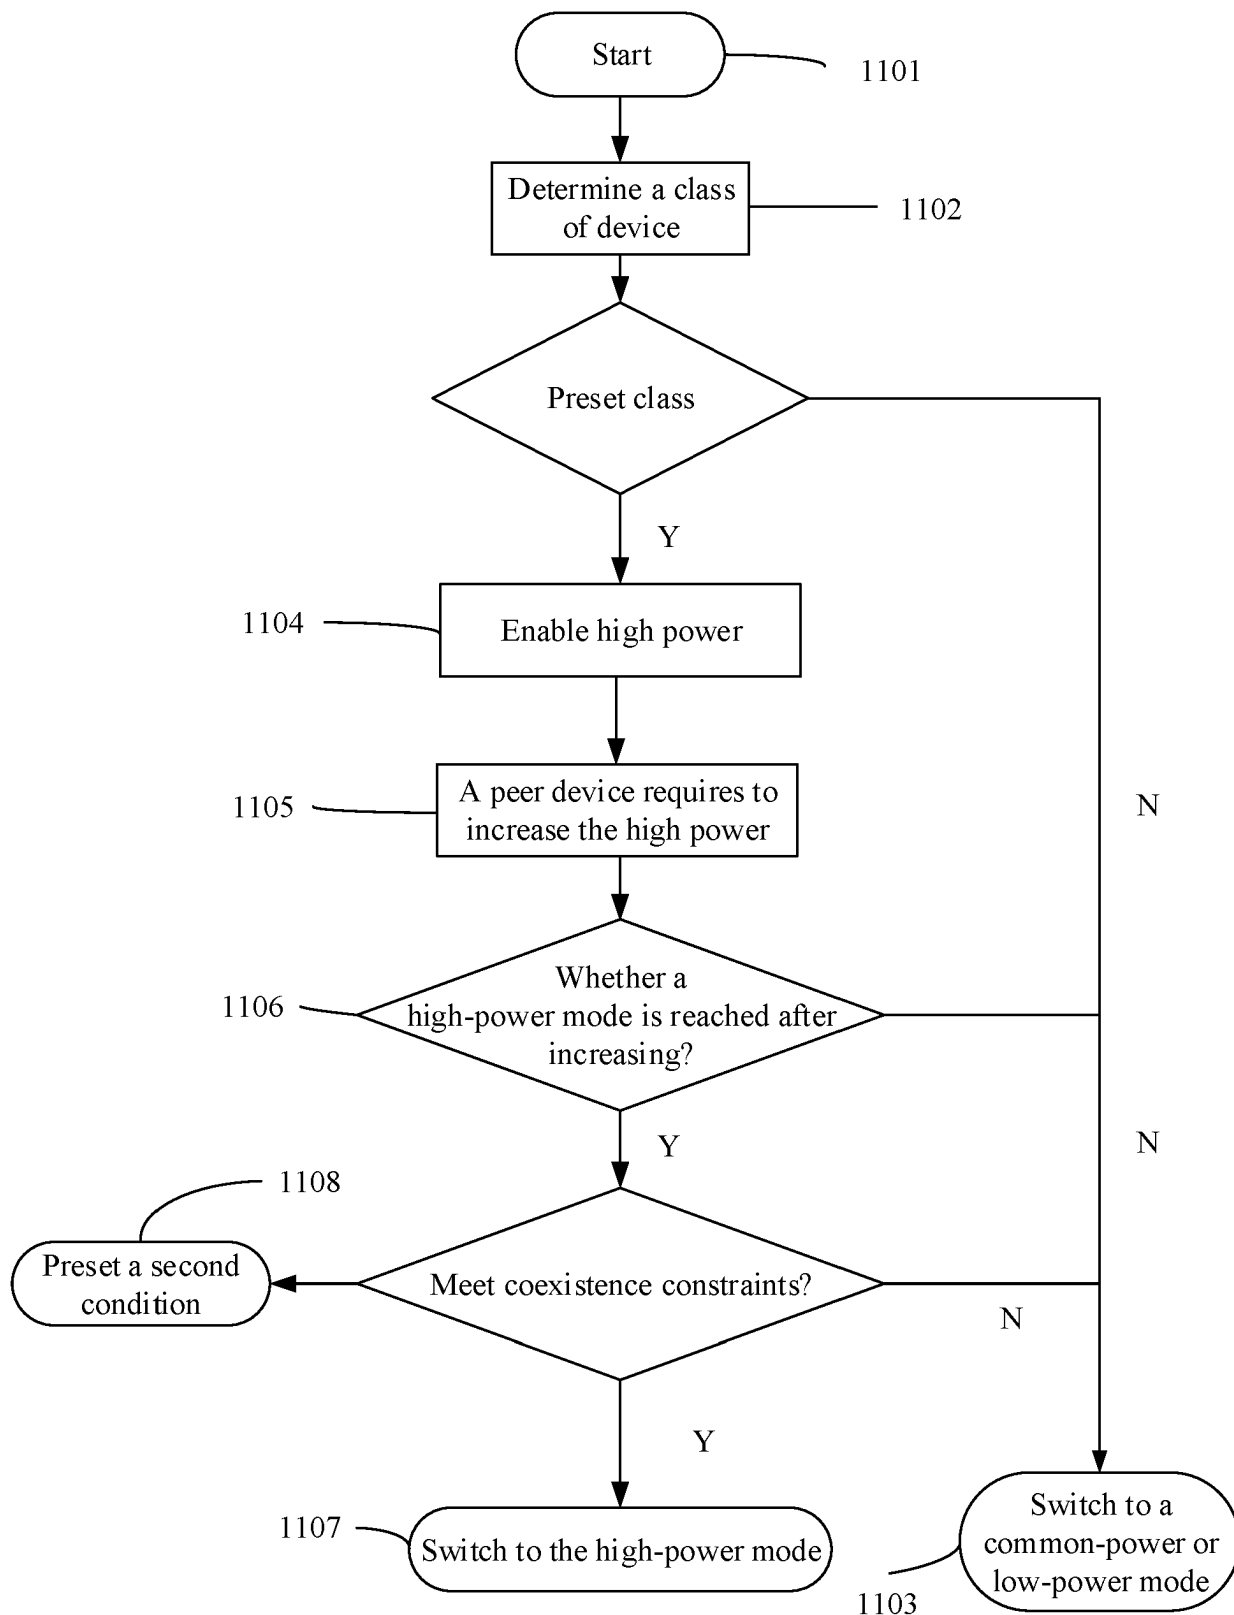 Start
1101
Determine a class
of device
1102
Preset class
Y
1104
Enable high power
1105
A peer device requires to
increase the high power
N
Whether a
high-power mode is reached after
increasing?
1106
Y
N
1108
Preset a second
condition
Meet coexistence constraints?
N
Y
1107
Switch to the high-power mode
Switch to a
common-power or
low-power mode
1103